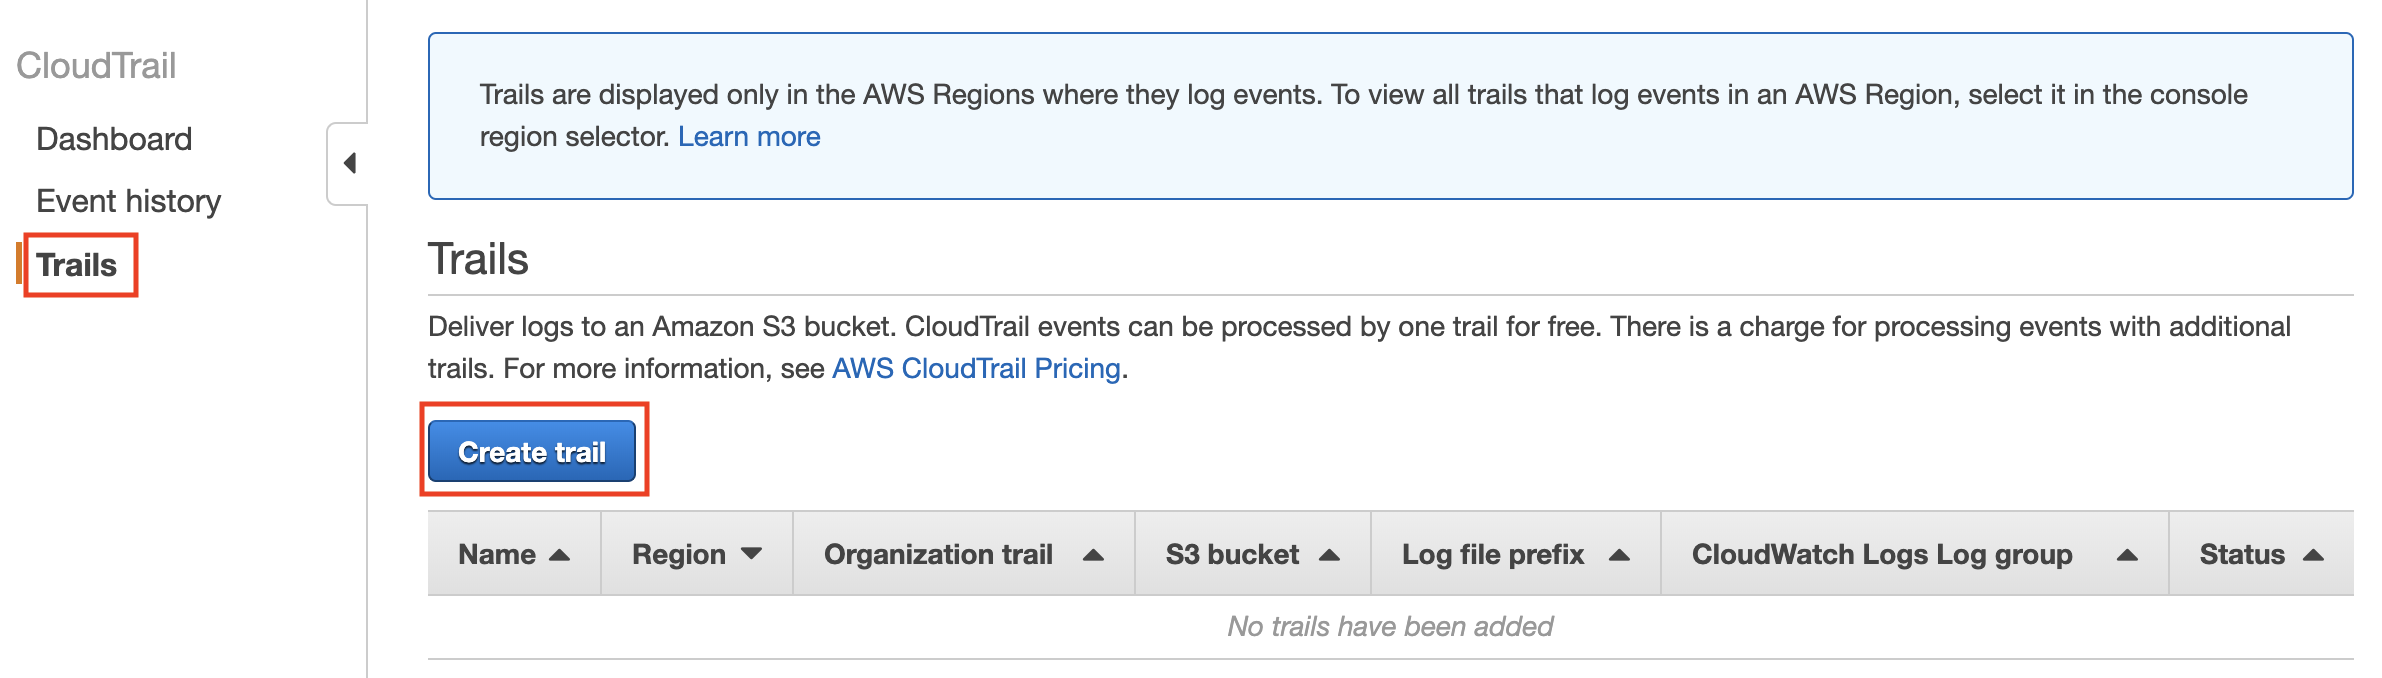 CloudTrail
Dashboard
Event history
Trails
Trails are displayed only in the AWS Regions where they log events. To view all trails that log events in an AWS Region, select it in the console
region selector. Learn more
Trails
Deliver logs to an Amazon S3 bucket. CloudTrail events can be processed by one trail for free. There is a charge for processing events with additional
trails. For more information, see AWS CloudTrail Pricing.
Create trail
Name Region Organization trail S3 bucket Log file prefix CloudWatch Logs Log group Status
No trails have been added